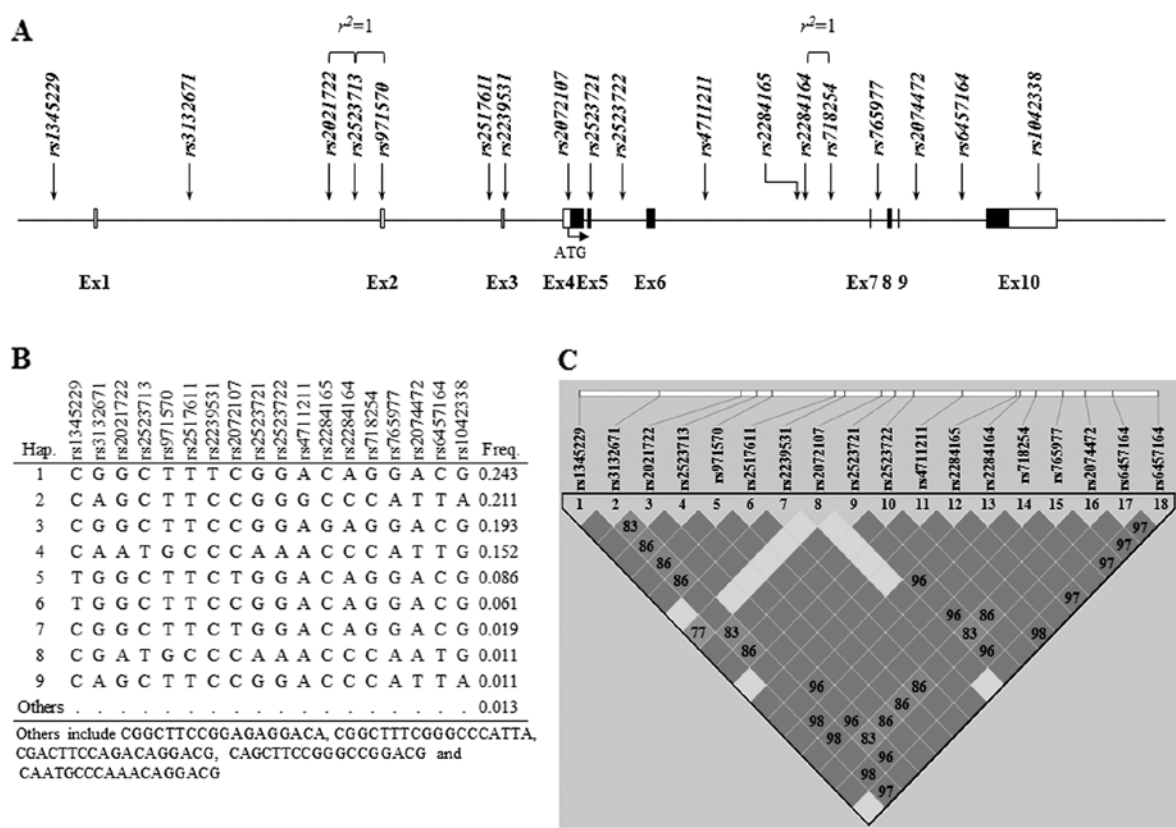 A
r²=1
r²=1
rs1345229
rs3132671
rs2021722
rs2523713
rs971570
rs2517611
rs2239531
rs2072107
rs2523721
rs2523722
rs4711211
rs2284165
rs2284164
rs718254
rs765977
rs2074472
rs6457164
rs1042338
ATG
Ex1 Ex2 Ex3 Ex4 Ex5 Ex6 Ex7 8 9 Ex10
B
Hap. rs1345229 rs3132671 rs2021722 rs2523713 rs971570 rs2517611 rs2239531 rs2072107 rs2523721 rs2523722 rs4711211 rs2284165 rs2284164 rs718254 rs765977 rs2074472 rs6457164 rs1042338 Freq.
1 C G G C T T T C G G A C A G G A C G 0.243
2 C A G C T T C C G G G C C C A T T A 0.211
3 C G G C T T C C G G A G A G G A C G 0.193
4 C A A T G C C C A A A C C C A T T G 0.152
5 T G G C T T C T G G A C A G G A C G 0.086
6 T G G C T T C C G G A C A G G A C G 0.061
7 C G G C T T C T G G A C A G G A C G 0.019
8 C G A T G C C C A A A C C C A A T G 0.011
9 C A G C T T C C G G A C C C A T T A 0.011
Others . . . . . . . . . . . . . . . . . . 0.013
Others include CGGCTTCCGGAGAGGACA, CGGCTTTCGGGCCCATTA,
CGACTTCCAGACAGGACG, CAGCTTCCGGGCCGGACG and
CAATGCCCAAACAGGACG
C
rs1345229
rs3132671
rs2021722
rs2523713
rs971570
rs2517611
rs2239531
rs2072107
rs2523721
rs2523722
rs4711211
rs2284165
rs2284164
rs718254
rs765977
rs2074472
rs6457164
rs6457164
1 2 3 4 5 6 7 8 9 10 11 12 13 14 15 16 17 18
83 97
86 97
86 97
86 96
97
96 86
77 83 83 98
86 96
96 86
86
98 96 86
98 83
96
98
97